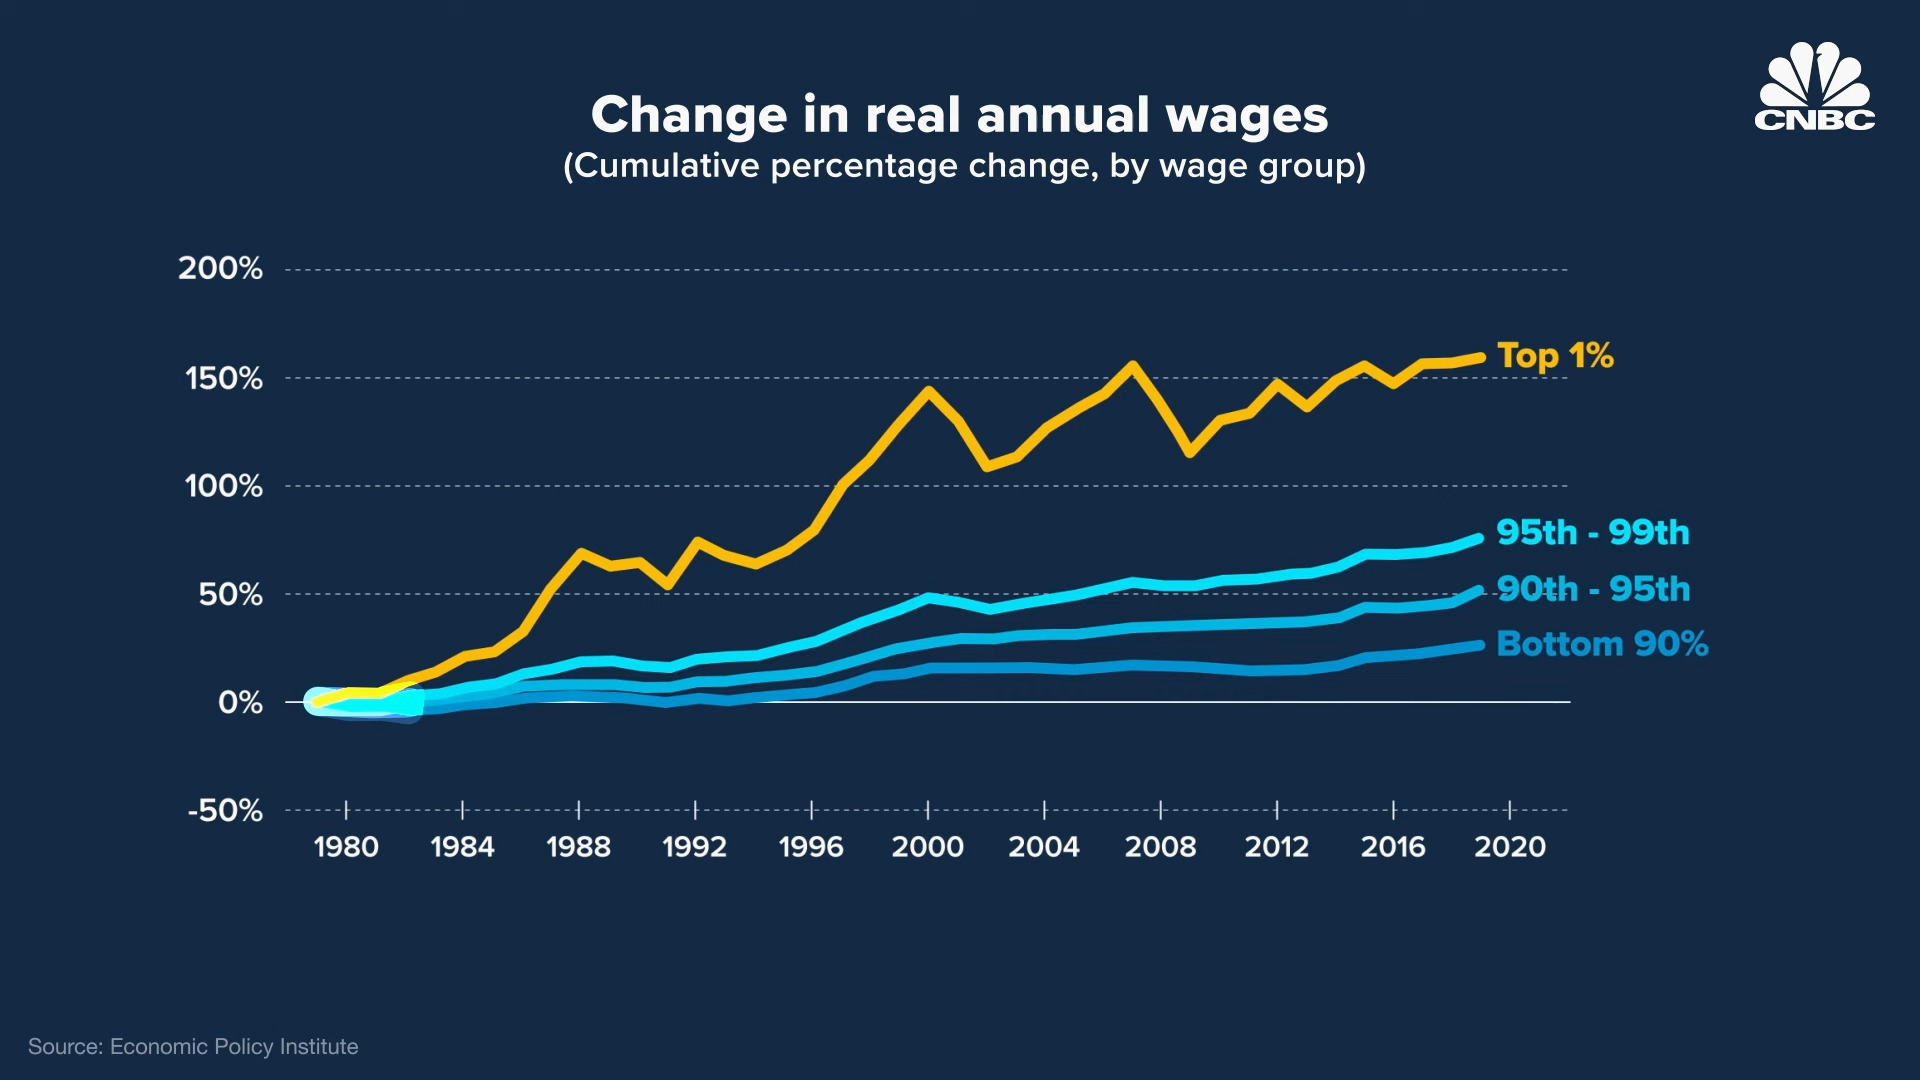 CNBC
Change in real annual wages
(Cumulative percentage change, by wage group)
200%
150%
100%
50%
0%
-50%
Top 1%
95th - 99th
90th - 95th
Bottom 90%
1980 1984 1988 1992 1996 2000 2004 2008 2012 2016 2020
Source: Economic Policy Institute